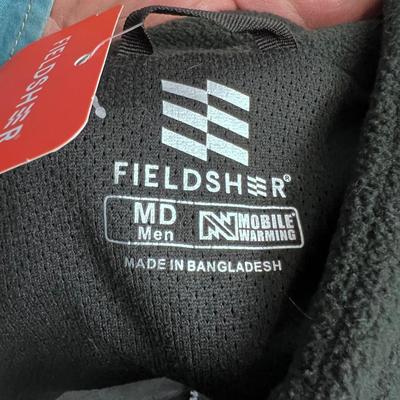 FIELDSHEER
FIELDSHEER®
MD
Men
MOBILE
WARMING
MADE IN BANGLADESH